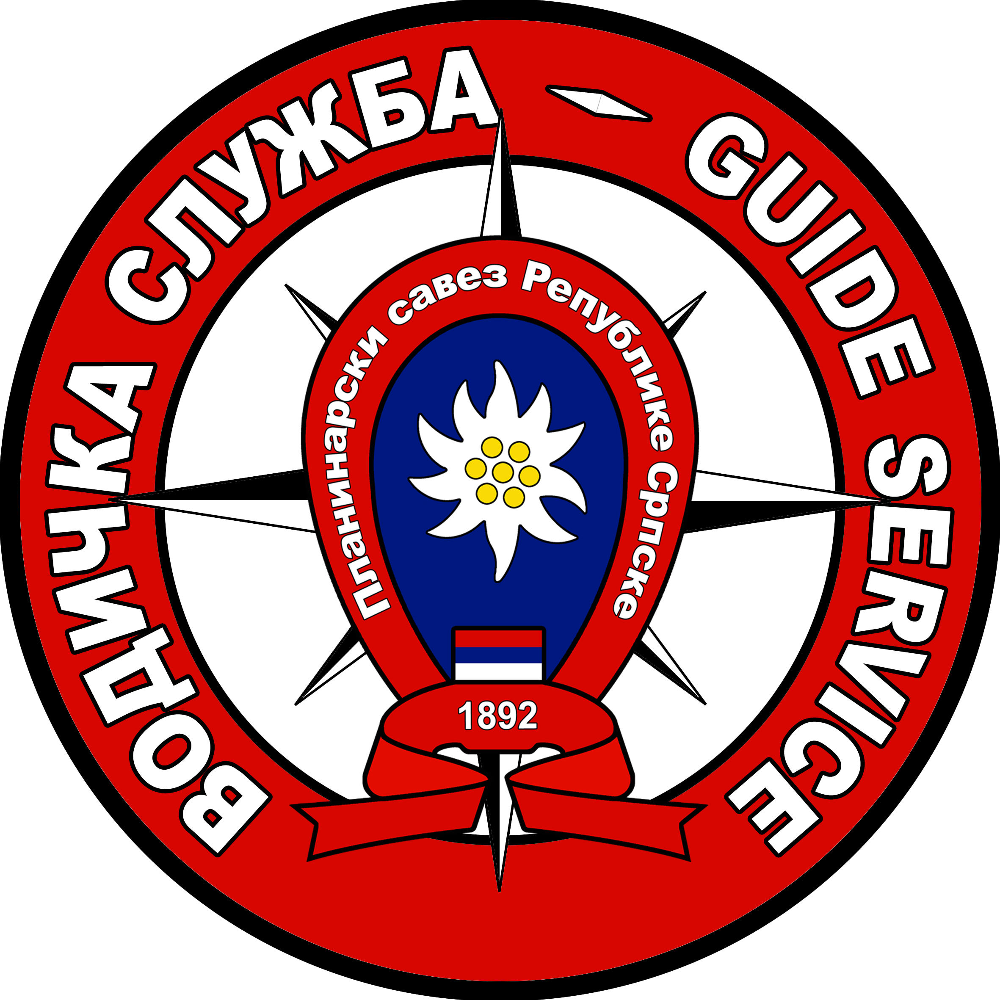 ВОДИЧКА СЛУЖБА
GUIDE SERVICE
Планинарски савез Републике Српске
1892